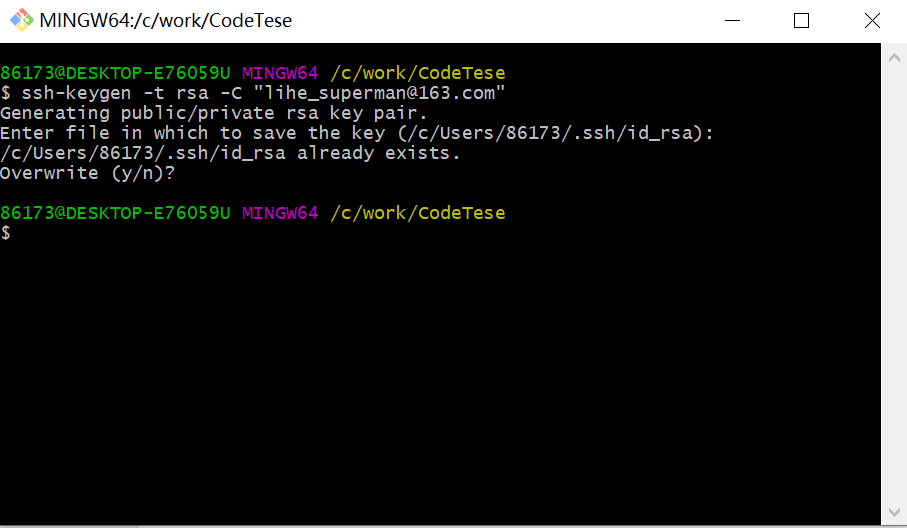 MINGW64:/c/work/CodeTese
86173@DESKTOP-E76059U MINGW64 /c/work/CodeTese
$ ssh-keygen -t rsa -C "lihe_superman@163.com"
Generating public/private rsa key pair.
Enter file in which to save the key (/c/Users/86173/.ssh/id_rsa):
/c/Users/86173/.ssh/id_rsa already exists.
Overwrite (y/n)?
86173@DESKTOP-E76059U MINGW64 /c/work/CodeTese
$